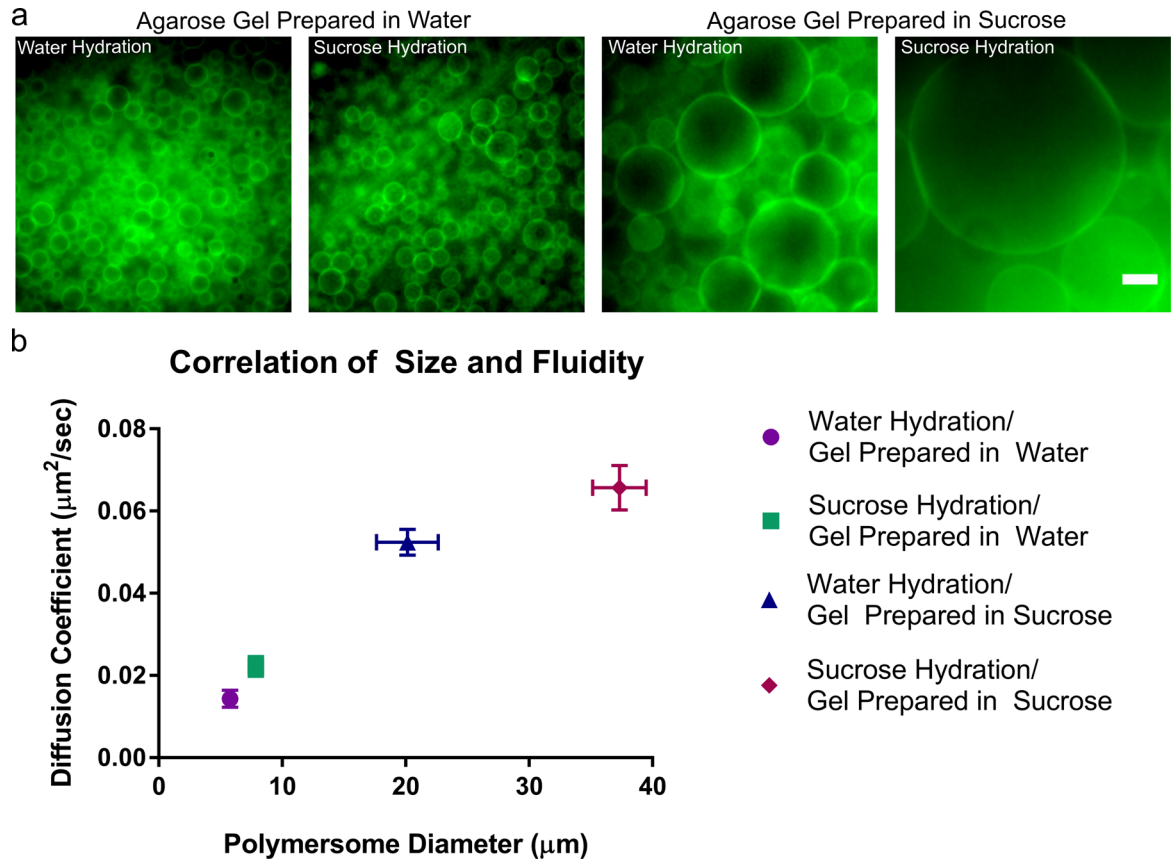 a
Agarose Gel Prepared in Water
Agarose Gel Prepared in Sucrose
Water Hydration
Sucrose Hydration
Water Hydration
Sucrose Hydration
b
Correlation of Size and Fluidity
Diffusion Coefficient (μm²/sec)
0.08
0.06
0.04
0.02
0.00
0
10
20
30
40
Polymersome Diameter (μm)
Water Hydration/
Gel Prepared in Water
Sucrose Hydration/
Gel Prepared in Water
Water Hydration/
Gel Prepared in Sucrose
Sucrose Hydration/
Gel Prepared in Sucrose